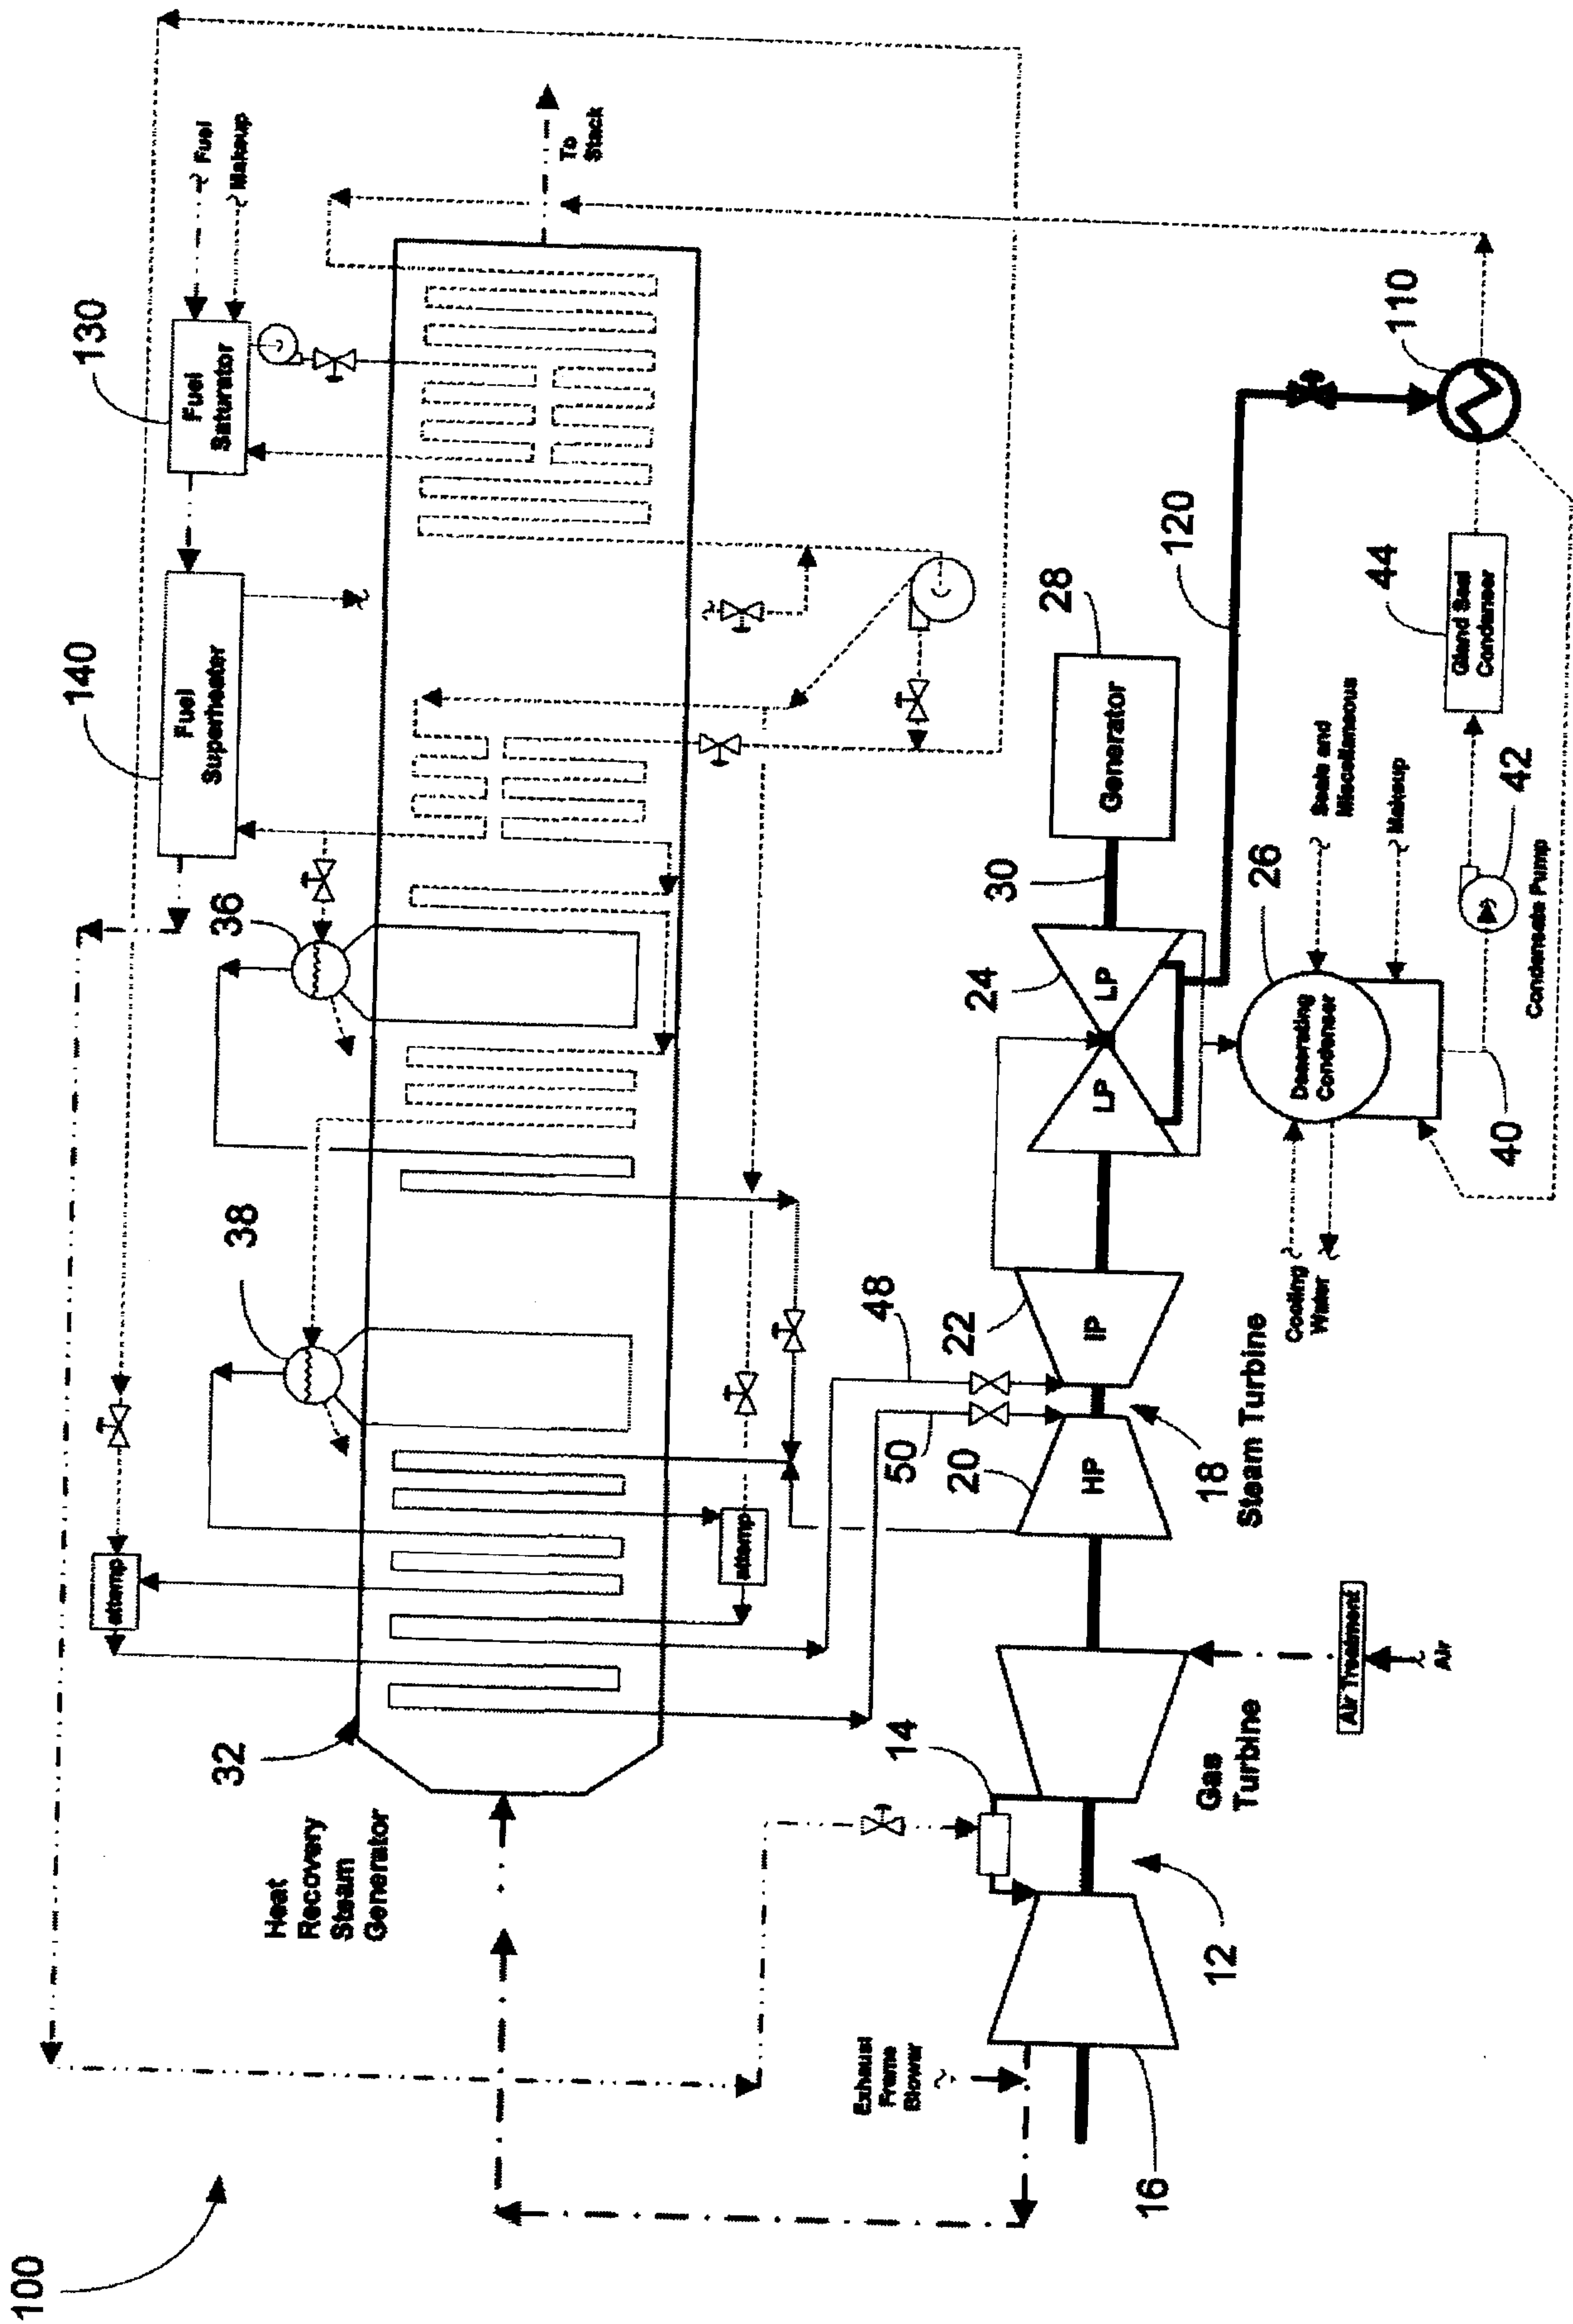 100
32
Heat
Recovery
Steam
Generator
attemp
38
36
140
Fuel
Superheater
130
Fuel
Saturator
Fuel
Makeup
To
Stack
attemp
16
Exhaust
Frame
Blower
12
14
Gas
Turbine
Air Treatment
Air
50
48
20
HP
18
Steam Turbine
22
IP
LP
LP
24
30
28
Generator
120
110
Cooling
Water
26
Deaerating
Condenser
Seals and
Miscellaneous
Makeup
40
42
Condensate Pump
44
Gland Seal
Condenser